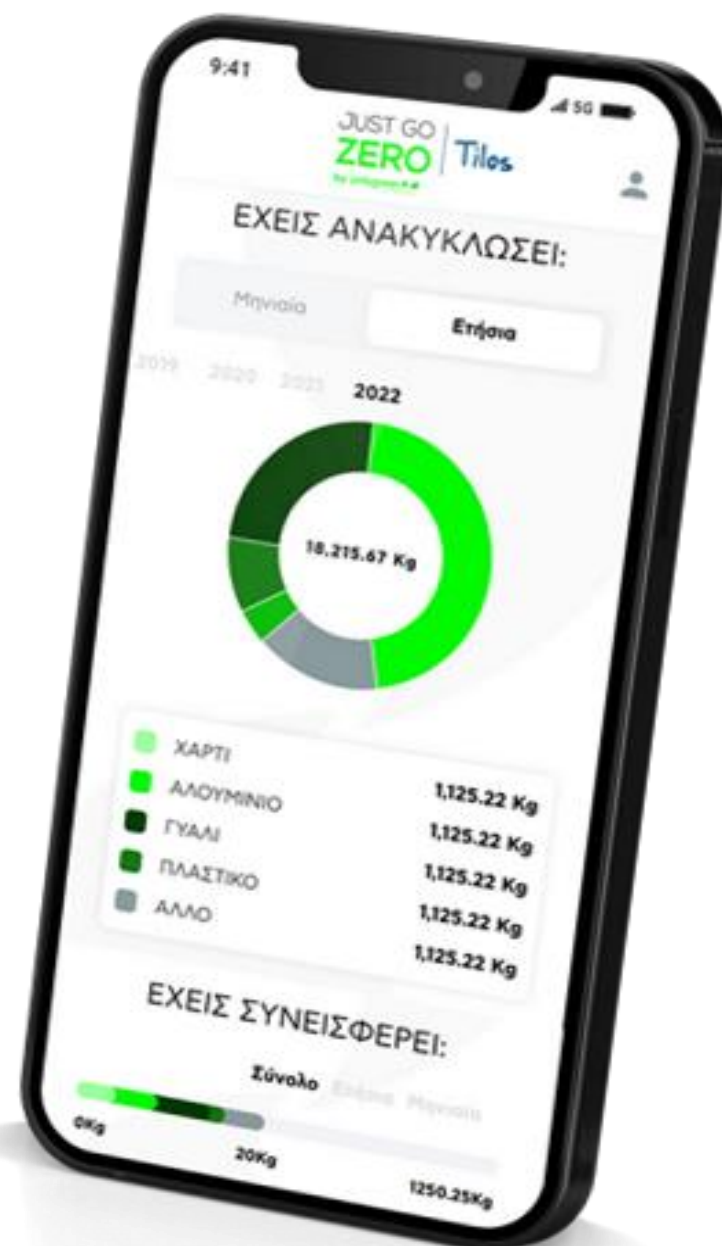 9:41
5G
JUST GO
ZERO
Tilos
ΕΧΕΙΣ ΑΝΑΚΥΚΛΩΣΕΙ:
Μηνιαία Ετήσια
2019 2020 2021 2022
18,215.67 Kg
ΧΑΡΤΙ 1,125.22 Kg
ΑΛΟΥΜΙΝΙΟ 1,125.22 Kg
ΓΥΑΛΙ 1,125.22 Kg
ΠΛΑΣΤΙΚΟ 1,125.22 Kg
ΑΛΛΟ 1,125.22 Kg
ΕΧΕΙΣ ΣΥΝΕΙΣΦΕΡΕΙ:
Σύνολο Ετήσια Μηνιαία
0Kg 20Kg 1250.25Kg